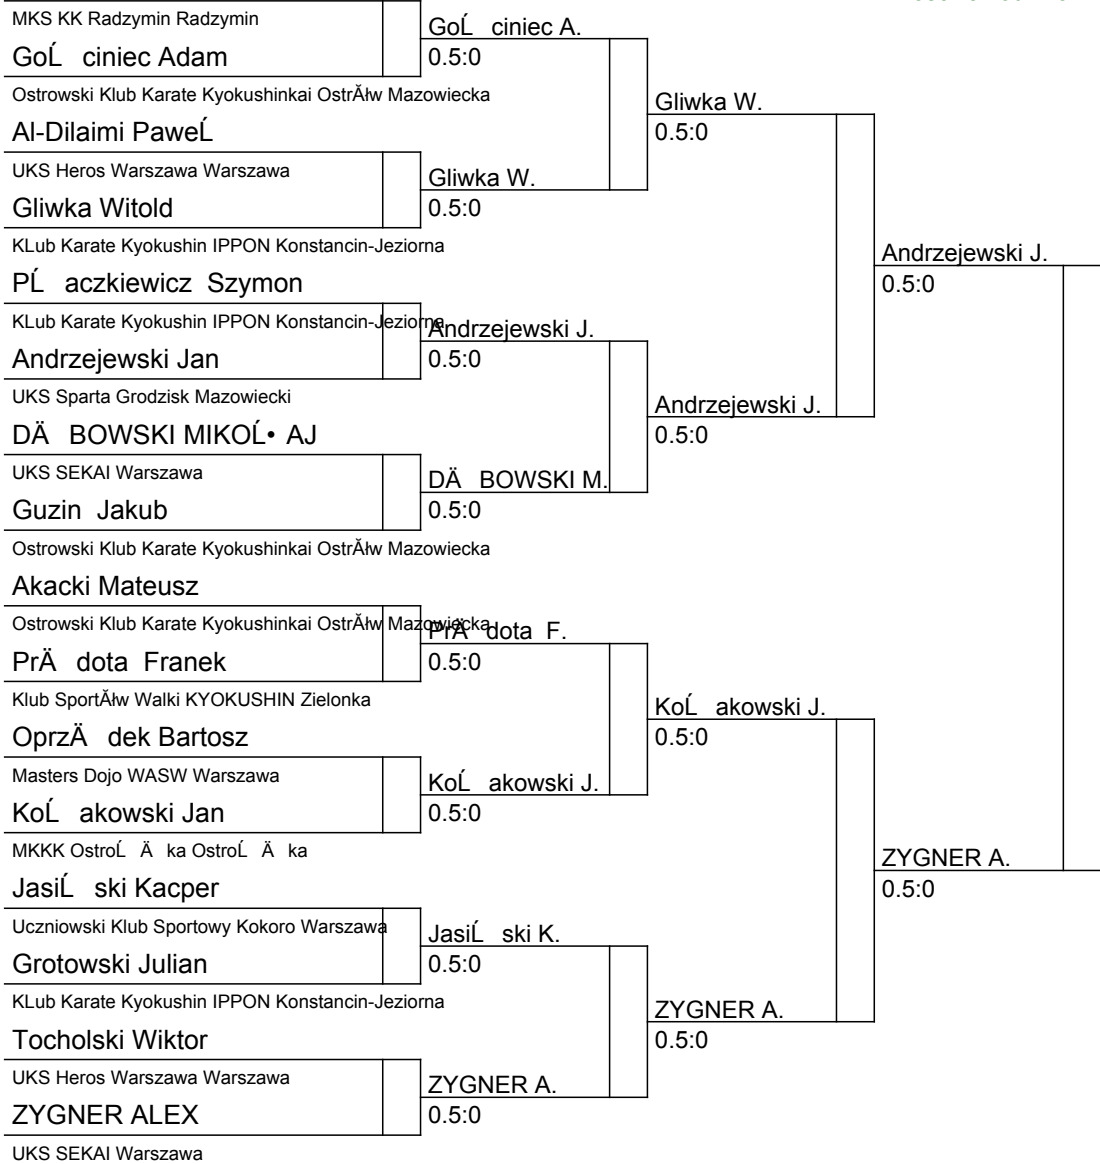 MKS KK Radzymin Radzymin
GoĹ ciniec Adam
Ostrowski Klub Karate Kyokushinkai OstrĂłw Mazowiecka
Al-Dilaimi PaweĹ
UKS Heros Warszawa Warszawa
Gliwka Witold
KLub Karate Kyokushin IPPON Konstancin-Jeziorna
PĹ aczkiewicz Szymon
KLub Karate Kyokushin IPPON Konstancin-Jeziorna
Andrzejewski Jan
UKS Sparta Grodzisk Mazowiecki
DÄ BOWSKI MIKOĹ• AJ
UKS SEKAI Warszawa
Guzin Jakub
Ostrowski Klub Karate Kyokushinkai OstrĂłw Mazowiecka
Akacki Mateusz
Ostrowski Klub Karate Kyokushinkai OstrĂłw Mazowiecka
PrÄ dota Franek
Klub SportĂłw Walki KYOKUSHIN Zielonka
OprzÄ dek Bartosz
Masters Dojo WASW Warszawa
KoĹ akowski Jan
MKKK OstroĹ Ä ka OstroĹ Ä ka
JasiĹ ski Kacper
Uczniowski Klub Sportowy Kokoro Warszawa
Grotowski Julian
KLub Karate Kyokushin IPPON Konstancin-Jeziorna
Tocholski Wiktor
UKS Heros Warszawa Warszawa
ZYGNER ALEX
UKS SEKAI Warszawa
GoĹ ciniec A.
0.5:0
Gliwka W.
0.5:0
Andrzejewski J.
0.5:0
DÄ BOWSKI M.
0.5:0
PrÄ dota F.
0.5:0
KoĹ akowski J.
0.5:0
JasiĹ ski K.
0.5:0
ZYGNER A.
0.5:0
Gliwka W.
0.5:0
Andrzejewski J.
0.5:0
KoĹ akowski J.
0.5:0
ZYGNER A.
0.5:0
Andrzejewski J.
0.5:0
ZYGNER A.
0.5:0